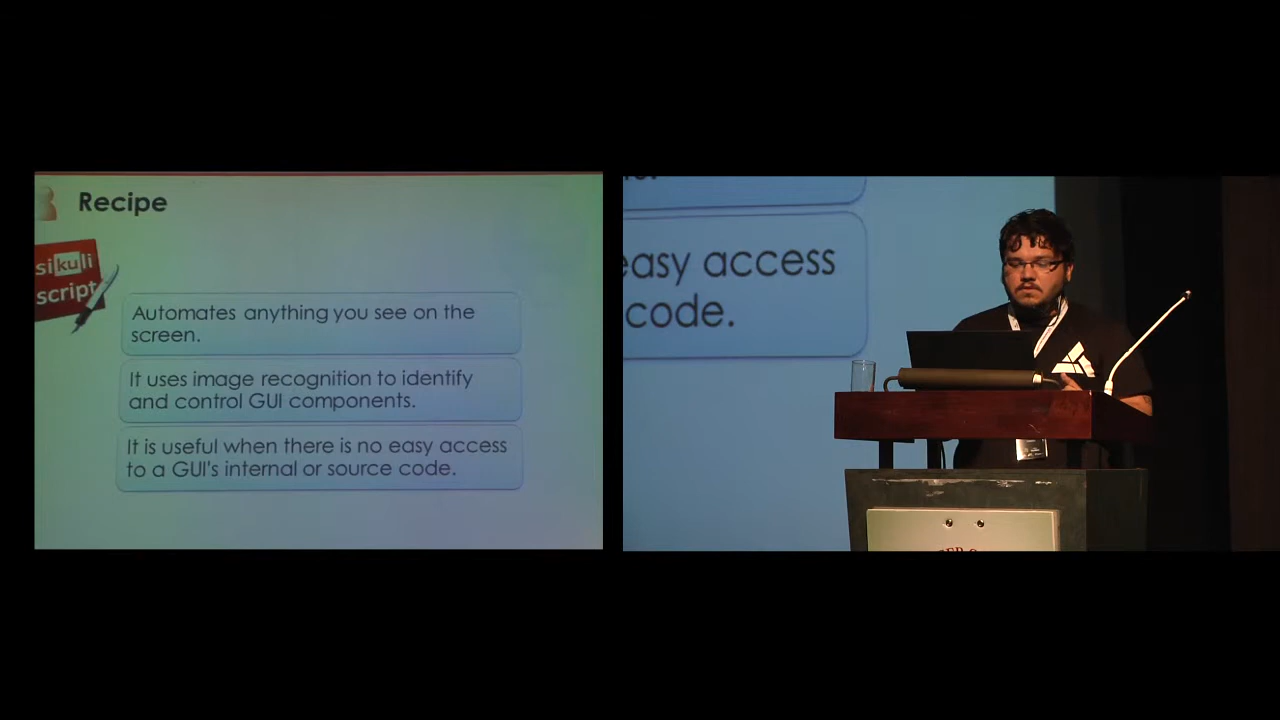 Recipe
sikuli
script
Automates anything you see on the
screen.
It uses image recognition to identify
and control GUI components.
It is useful when there is no easy access
to a GUI's internal or source code.
easy access
code.